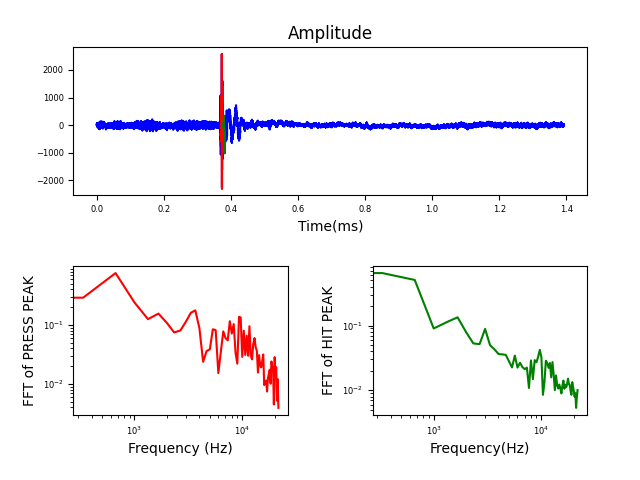 Amplitude
2000
1000
0
−1000
−2000
0.0 0.2 0.4 0.6 0.8 1.0 1.2 1.4
Time(ms)
FFT of PRESS PEAK
10⁻¹
10⁻²
10³ 10⁴
Frequency (Hz)
FFT of HIT PEAK
10⁻¹
10⁻²
10³ 10⁴
Frequency(Hz)